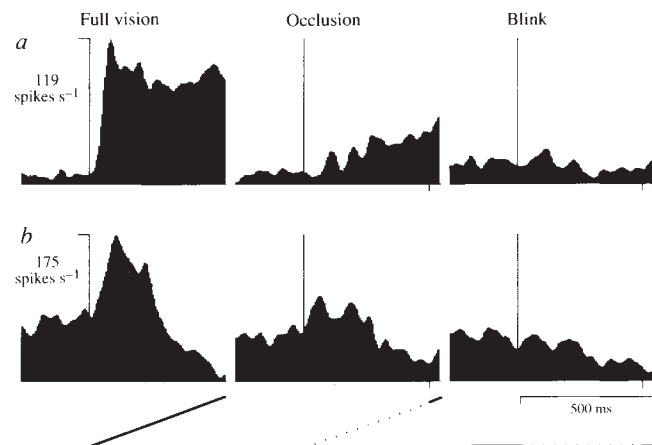 Full vision Occlusion Blink
a
119
spikes s⁻¹
b
175
spikes s⁻¹
500 ms